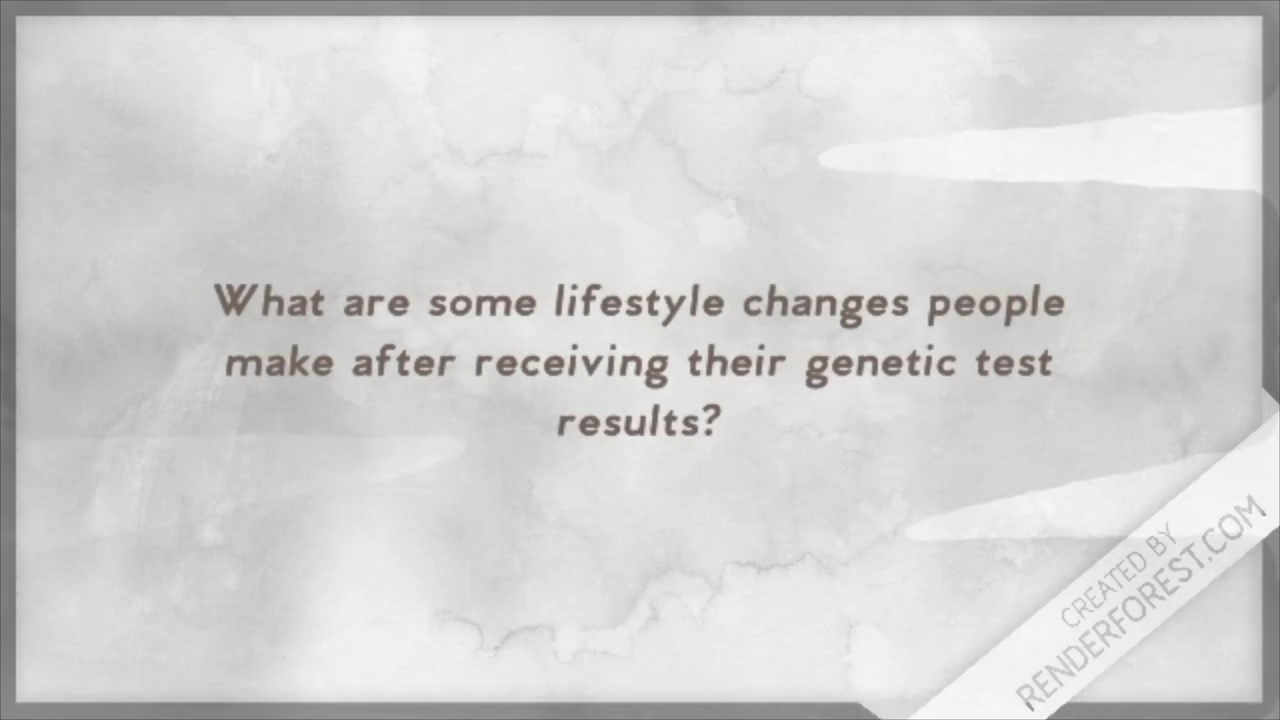 What are some lifestyle changes people
make after receiving their genetic test
results?
CREATED BY
RENDERFOREST.COM